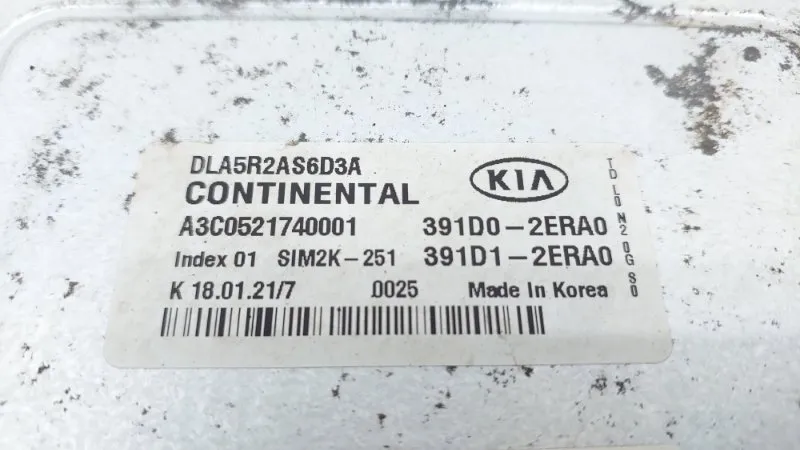 DLA5R2AS6D3A
CONTINENTAL
KIA
A3C0521740001 391D0-2ERA0
Index 01 SIM2K-251 391D1-2ERA0
K 18.01.21/7 0025 Made In Korea
TD L0 N2 0G S0